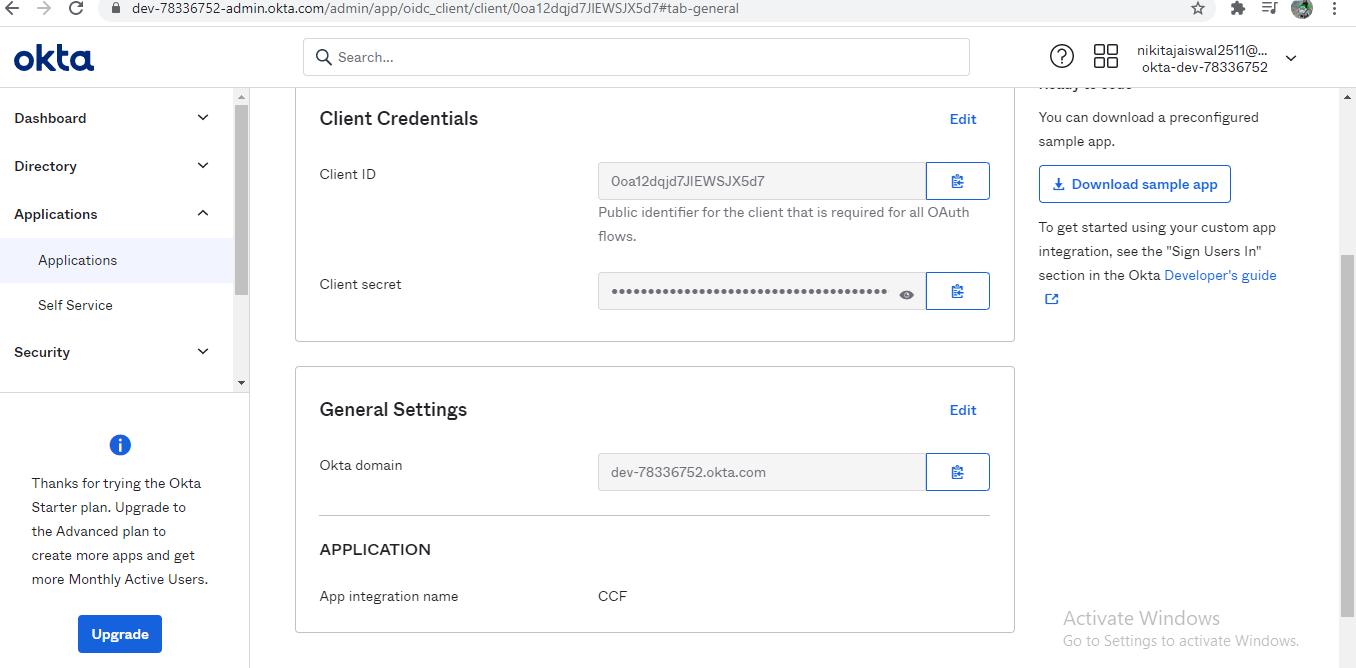 dev-78336752-admin.okta.com/admin/app/oidc_client/client/0oa12dqjd7JIEWSJX5d7#tab-general
okta
Search...
nikitajaiswal2511@...
okta-dev-78336752
Dashboard
Directory
Applications
Applications
Self Service
Security
Thanks for trying the Okta
Starter plan. Upgrade to
the Advanced plan to
create more apps and get
more Monthly Active Users.
Upgrade
Client Credentials
Edit
Client ID
0oa12dqjd7JIEWSJX5d7
Public identifier for the client that is required for all OAuth
flows.
Client secret
General Settings
Edit
Okta domain
dev-78336752.okta.com
APPLICATION
App integration name
CCF
Ready to code
You can download a preconfigured
sample app.
Download sample app
To get started using your custom app
integration, see the "Sign Users In"
section in the Okta Developer's guide
Activate Windows
Go to Settings to activate Windows.